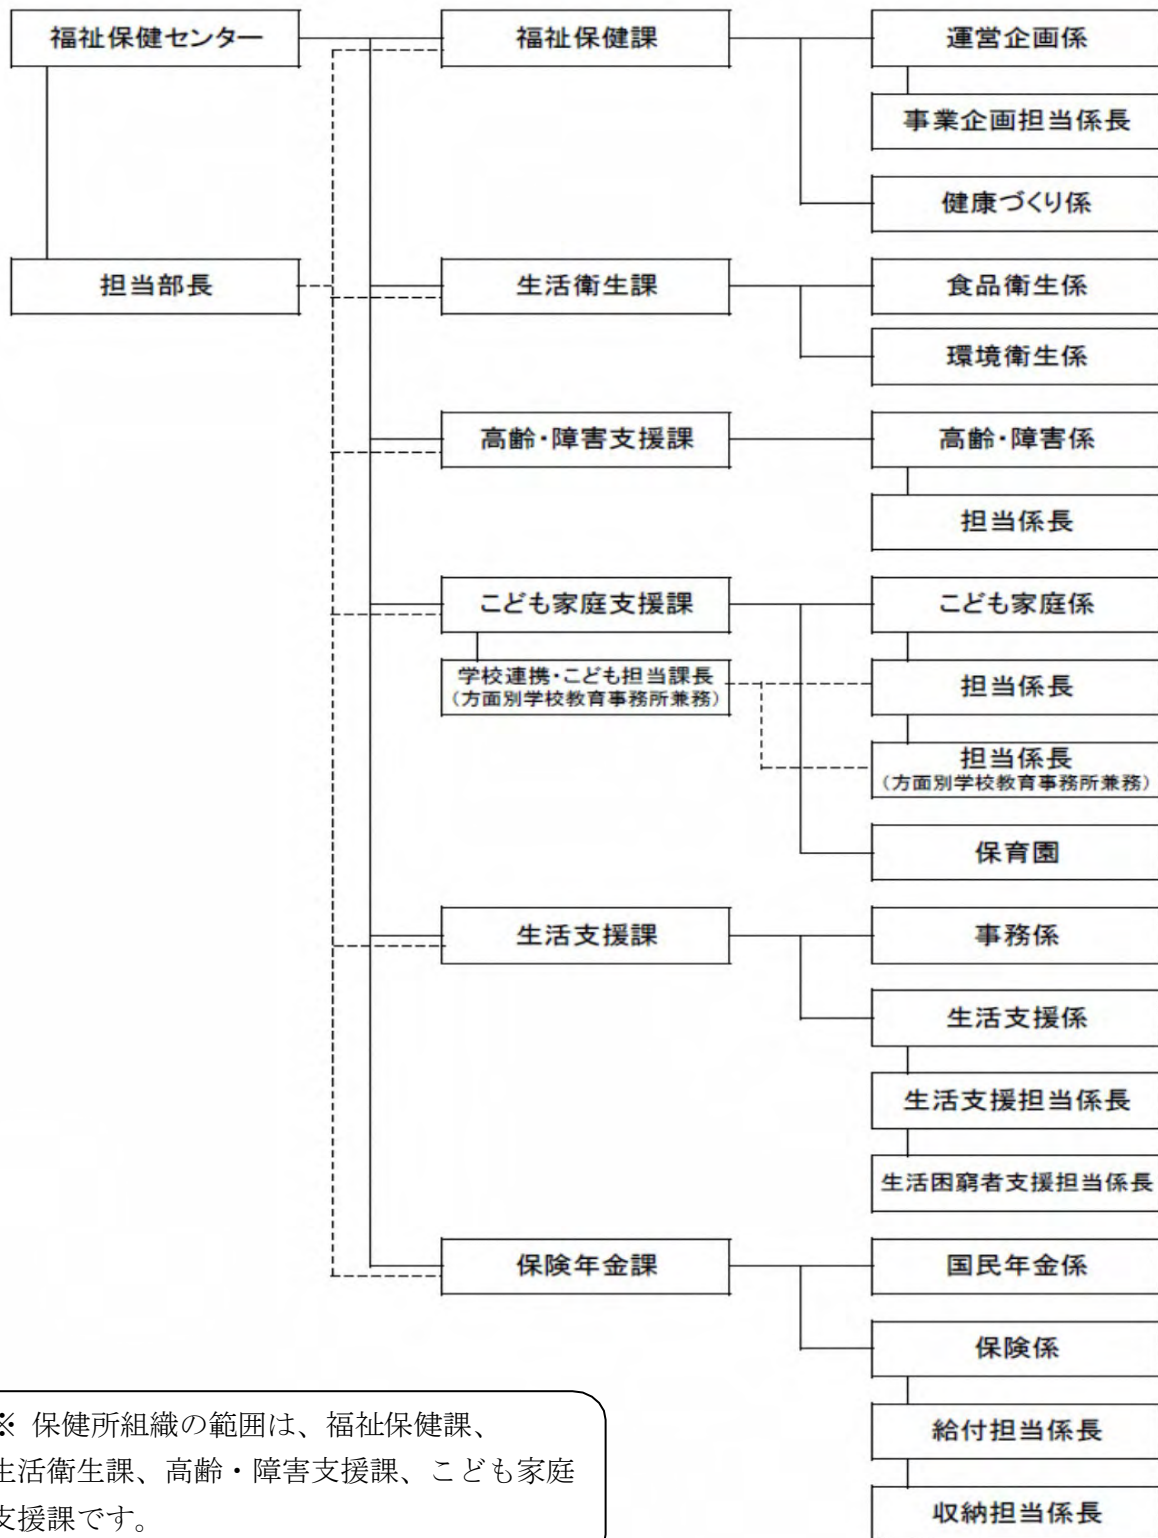 福祉保健センター
福祉保健課
運営企画係
事業企画担当係長
健康づくり係
担当部長
生活衛生課
食品衛生係
環境衛生係
高齢・障害支援課
高齢・障害係
担当係長
こども家庭支援課
こども家庭係
学校連携・こども担当課長
(方面別学校教育事務所兼務)
担当係長
担当係長
(方面別学校教育事務所兼務)
保育園
生活支援課
事務係
生活支援係
生活支援担当係長
生活困窮者支援担当係長
保険年金課
国民年金係
保険係
給付担当係長
収納担当係長
※ 保健所組織の範囲は、福祉保健課、
生活衛生課、高齢・障害支援課、こども家庭
支援課です。